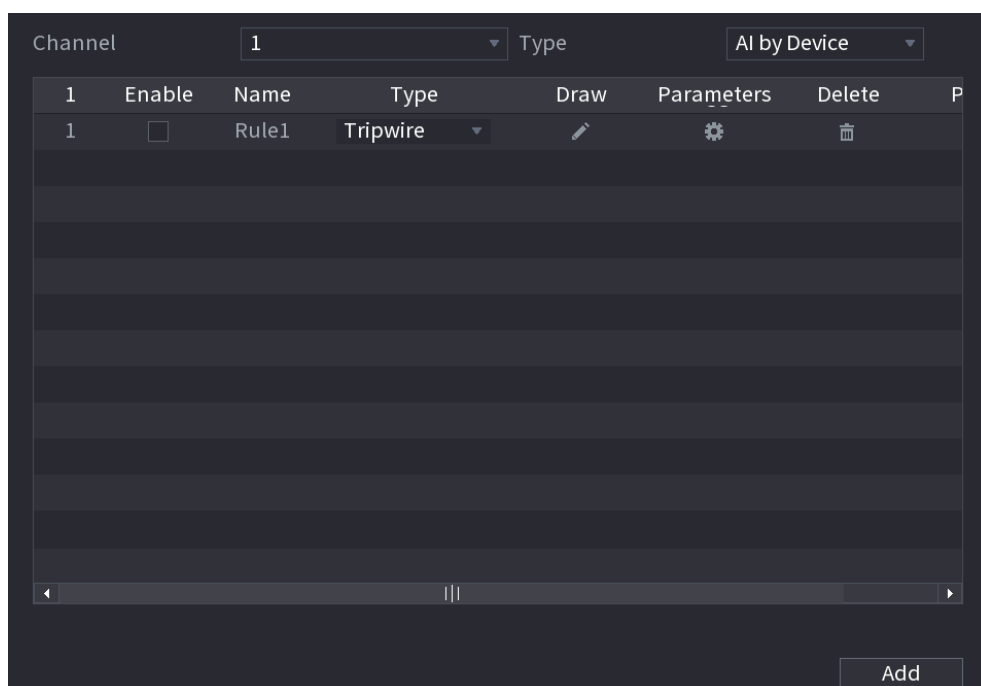 Channel 1 Type AI by Device
1 Enable Name Type Draw Parameters Delete P
1 Rule1 Tripwire
Add